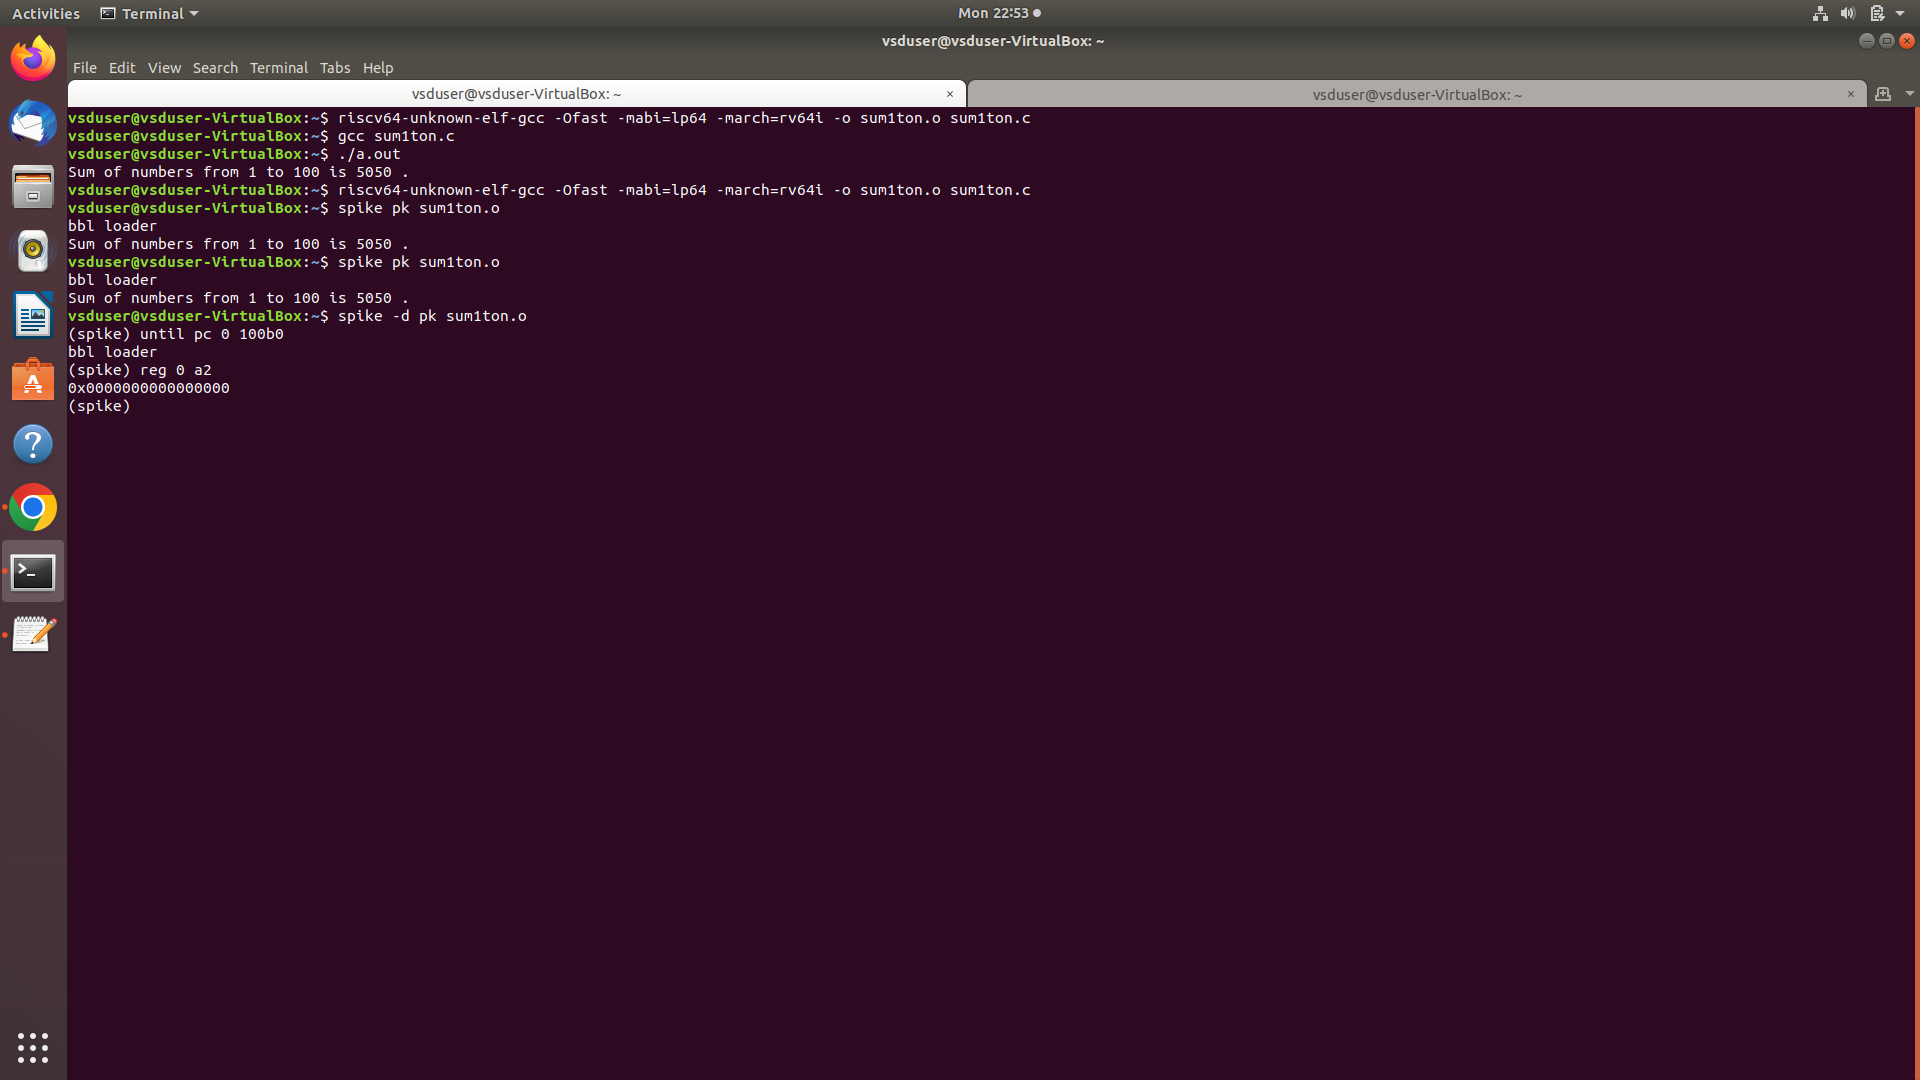 Activities Terminal Mon 22:53
vsduser@vsduser-VirtualBox: ~
File Edit View Search Terminal Tabs Help
vsduser@vsduser-VirtualBox: ~ × vsduser@vsduser-VirtualBox: ~ ×
vsduser@vsduser-VirtualBox:~$ riscv64-unknown-elf-gcc -Ofast -mabi=lp64 -march=rv64i -o sum1ton.o sum1ton.c
vsduser@vsduser-VirtualBox:~$ gcc sum1ton.c
vsduser@vsduser-VirtualBox:~$ ./a.out
Sum of numbers from 1 to 100 is 5050 .
vsduser@vsduser-VirtualBox:~$ riscv64-unknown-elf-gcc -Ofast -mabi=lp64 -march=rv64i -o sum1ton.o sum1ton.c
vsduser@vsduser-VirtualBox:~$ spike pk sum1ton.o
bbl loader
Sum of numbers from 1 to 100 is 5050 .
vsduser@vsduser-VirtualBox:~$ spike pk sum1ton.o
bbl loader
Sum of numbers from 1 to 100 is 5050 .
vsduser@vsduser-VirtualBox:~$ spike -d pk sum1ton.o
(spike) until pc 0 100b0
bbl loader
(spike) reg 0 a2
0x0000000000000000
(spike)